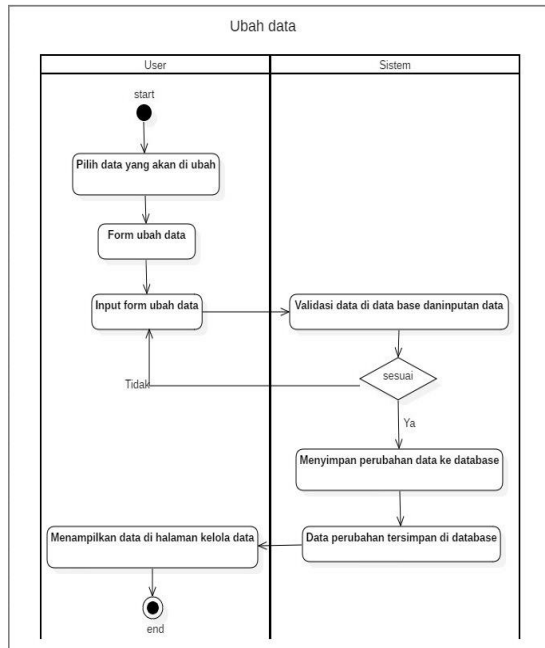 Ubah data
User
Sistem
start
Pilih data yang akan di ubah
Form ubah data
Input form ubah data
Validasi data di data base daninputan data
sesuai
Tidak
Ya
Menyimpan perubahan data ke database
Data perubahan tersimpan di database
Menampilkan data di halaman kelola data
end